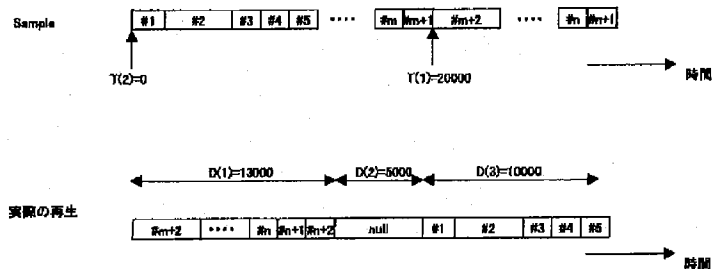 Sample #1 #2 #3 #4 #5 ‥‥ #m #m+1 #m+2 ‥‥ #n #n+1
時間
T(2)=0 T(1)=20000
D(1)=13000 D(2)=5000 D(3)=10000
実際の再生
#m+2 ‥‥ #n #n+1 #n+2 null #1 #2 #3 #4 #5
時間